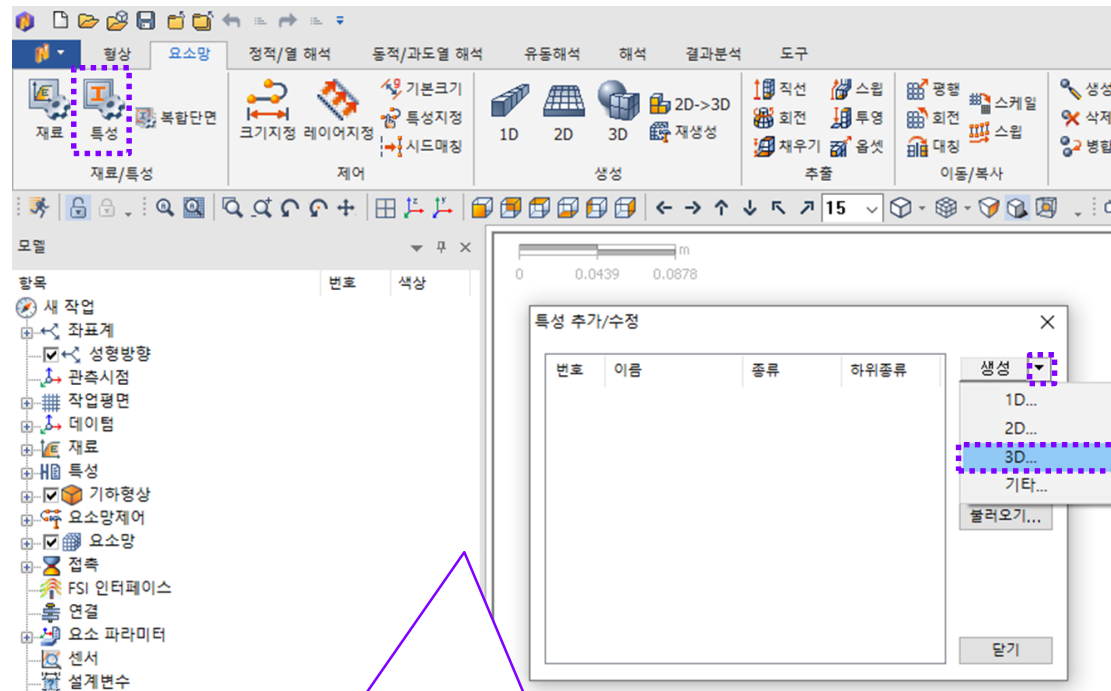 형상 요소망 정적/열 해석 동적/과도열 해석 유동해석 해석 결과분석 도구
재료 특성 복합단면
재료/특성
크기지정 레이어지정 기본크기
특성지정
시드매칭
제어
1D 2D 3D 2D->3D
재생성
생성
직선 스윕
회전 투영
채우기 옵셋
추출
평행 스케일
회전 스윕
대칭
이동/복사
생성
삭제
병합
15
모델
항목 번호 색상
새 작업
좌표계
성형방향
관측시점
작업평면
데이텀
재료
특성
기하형상
요소망제어
요소망
접촉
FSI 인터페이스
연결
요소 파라미터
센서
설계변수
m
0 0.0439 0.0878
특성 추가/수정
번호 이름 종류 하위종류
생성
1D...
2D...
3D...
기타...
불러오기...
닫기